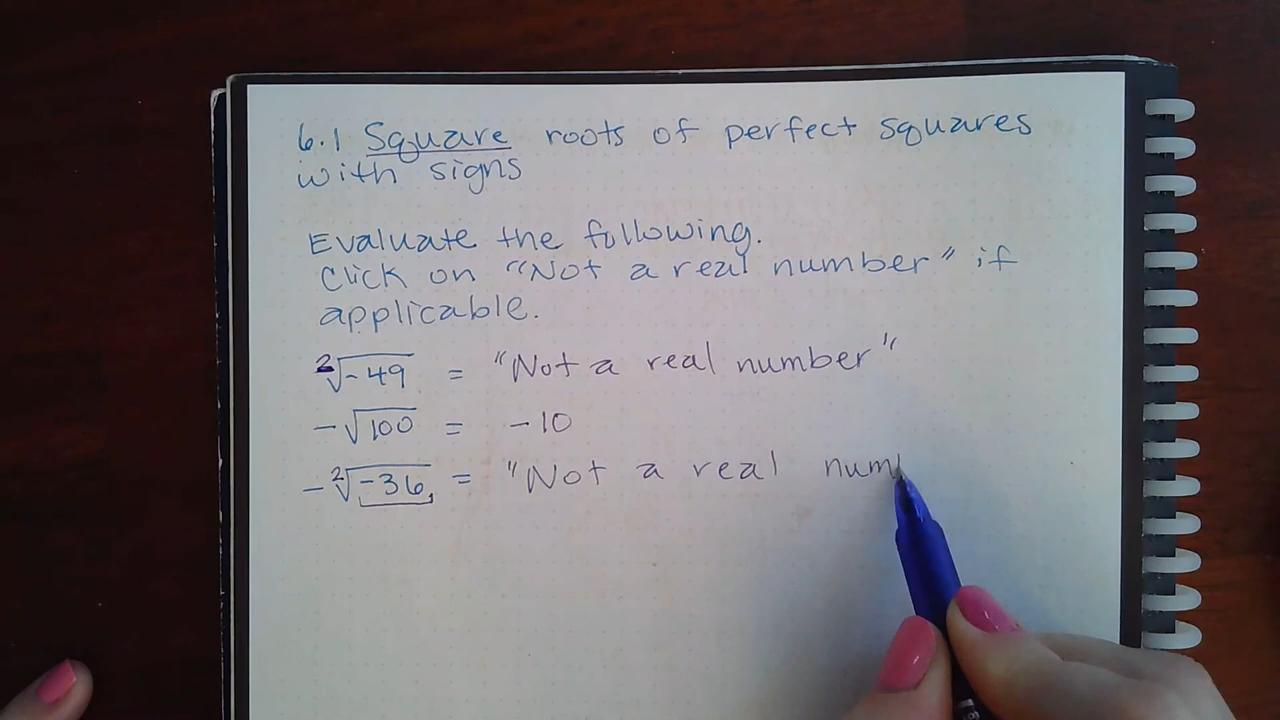 6.1 Square roots of perfect squares
with signs
Evaluate the following.
Click on "Not a real number" if
applicable.
²√-49 = "Not a real number"
-√100 = -10
-²√-36 = "Not a real num